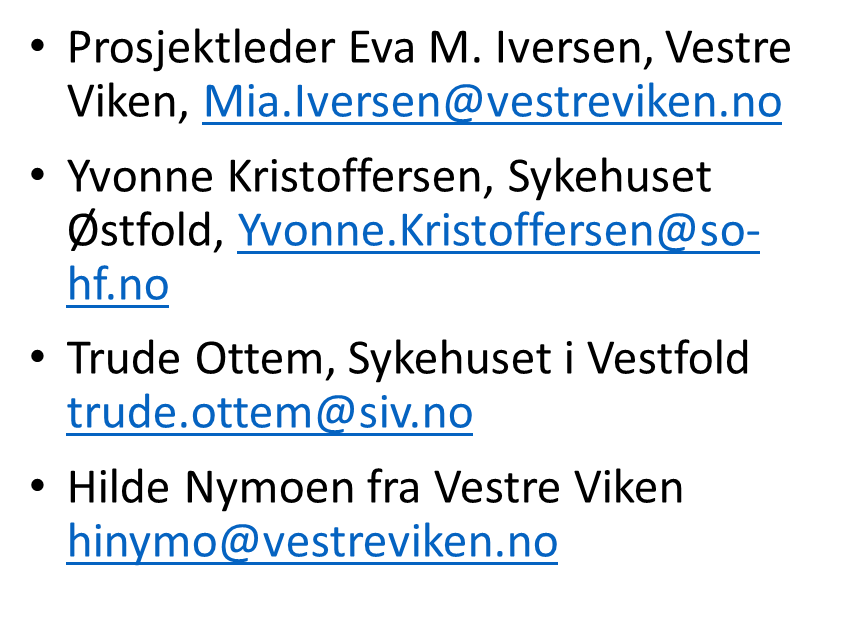 • Prosjektleder Eva M. Iversen, Vestre
Viken, Mia.Iversen@vestreviken.no
• Yvonne Kristoffersen, Sykehuset
Østfold, Yvonne.Kristoffersen@so-
hf.no
• Trude Ottem, Sykehuset i Vestfold
trude.ottem@siv.no
• Hilde Nymoen fra Vestre Viken
hinymo@vestreviken.no